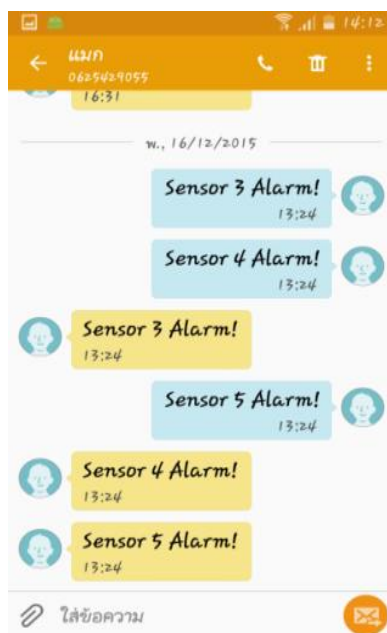 14:12
แมก
0625429055
16:31
พ., 16/12/2015
Sensor 3 Alarm!
13:24
Sensor 4 Alarm!
13:24
Sensor 3 Alarm!
13:24
Sensor 5 Alarm!
13:24
Sensor 4 Alarm!
13:24
Sensor 5 Alarm!
13:24
ใส่ข้อความ